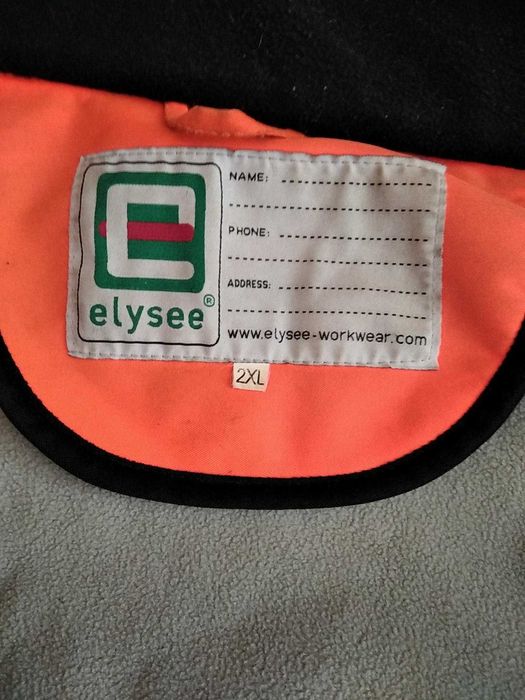 e
elysee®
NAME:
PHONE:
ADDRESS:
www.elysee-workwear.com
2XL